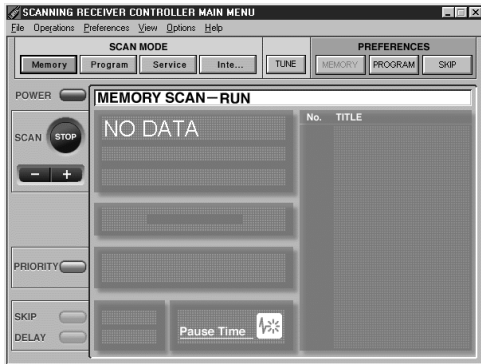 SCANNING RECEIVER CONTROLLER MAIN MENU
File Operations Preferences View Options Help
SCAN MODE
Memory Program Service Inte... TUNE
PREFERENCES
MEMORY PROGRAM SKIP
POWER
MEMORY SCAN—RUN
NO DATA
No. TITLE
SCAN STOP
- +
PRIORITY
SKIP
DELAY
Pause Time